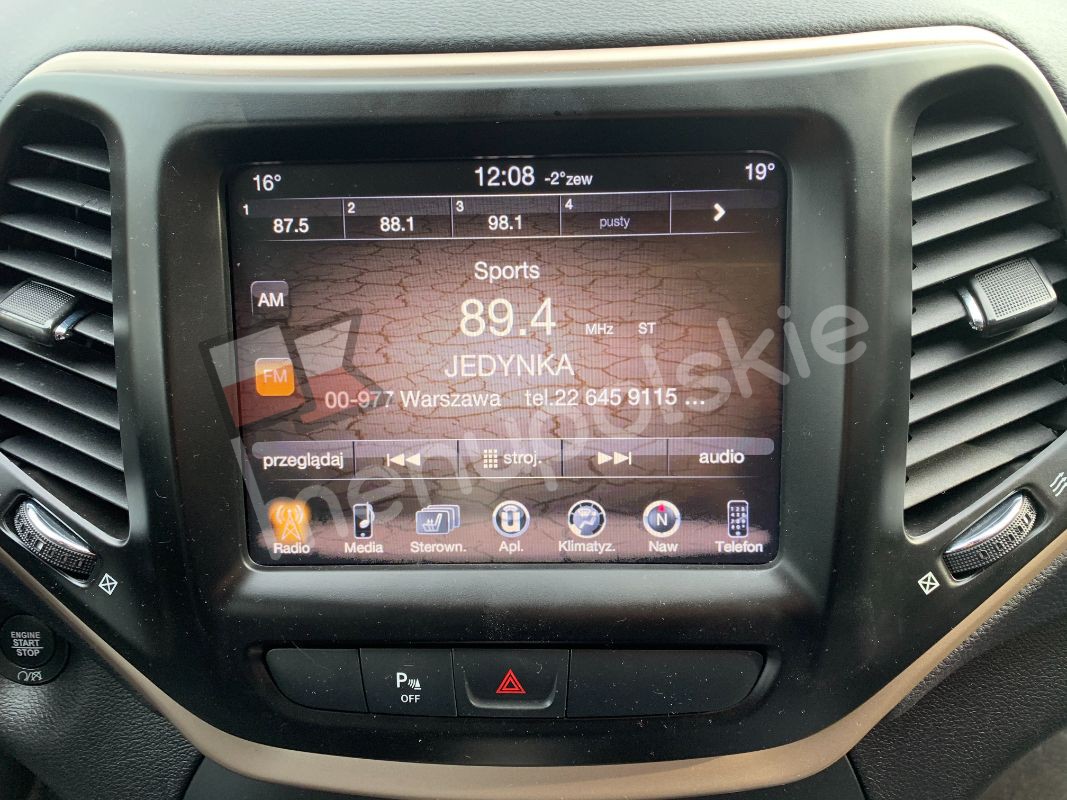 16° 12:08 -2°zew 19°
1 87.5 2 88.1 3 98.1 4 pusty
Sports
AM
89.4 MHz ST
FM
JEDYNKA
00-977 Warszawa tel.22 645 9115 ...
menupolskie
przeglądaj stroj. audio
Radio Media Sterown. Apl. Klimatyz. Naw Telefon
N
ENGINE
START
STOP
P
OFF